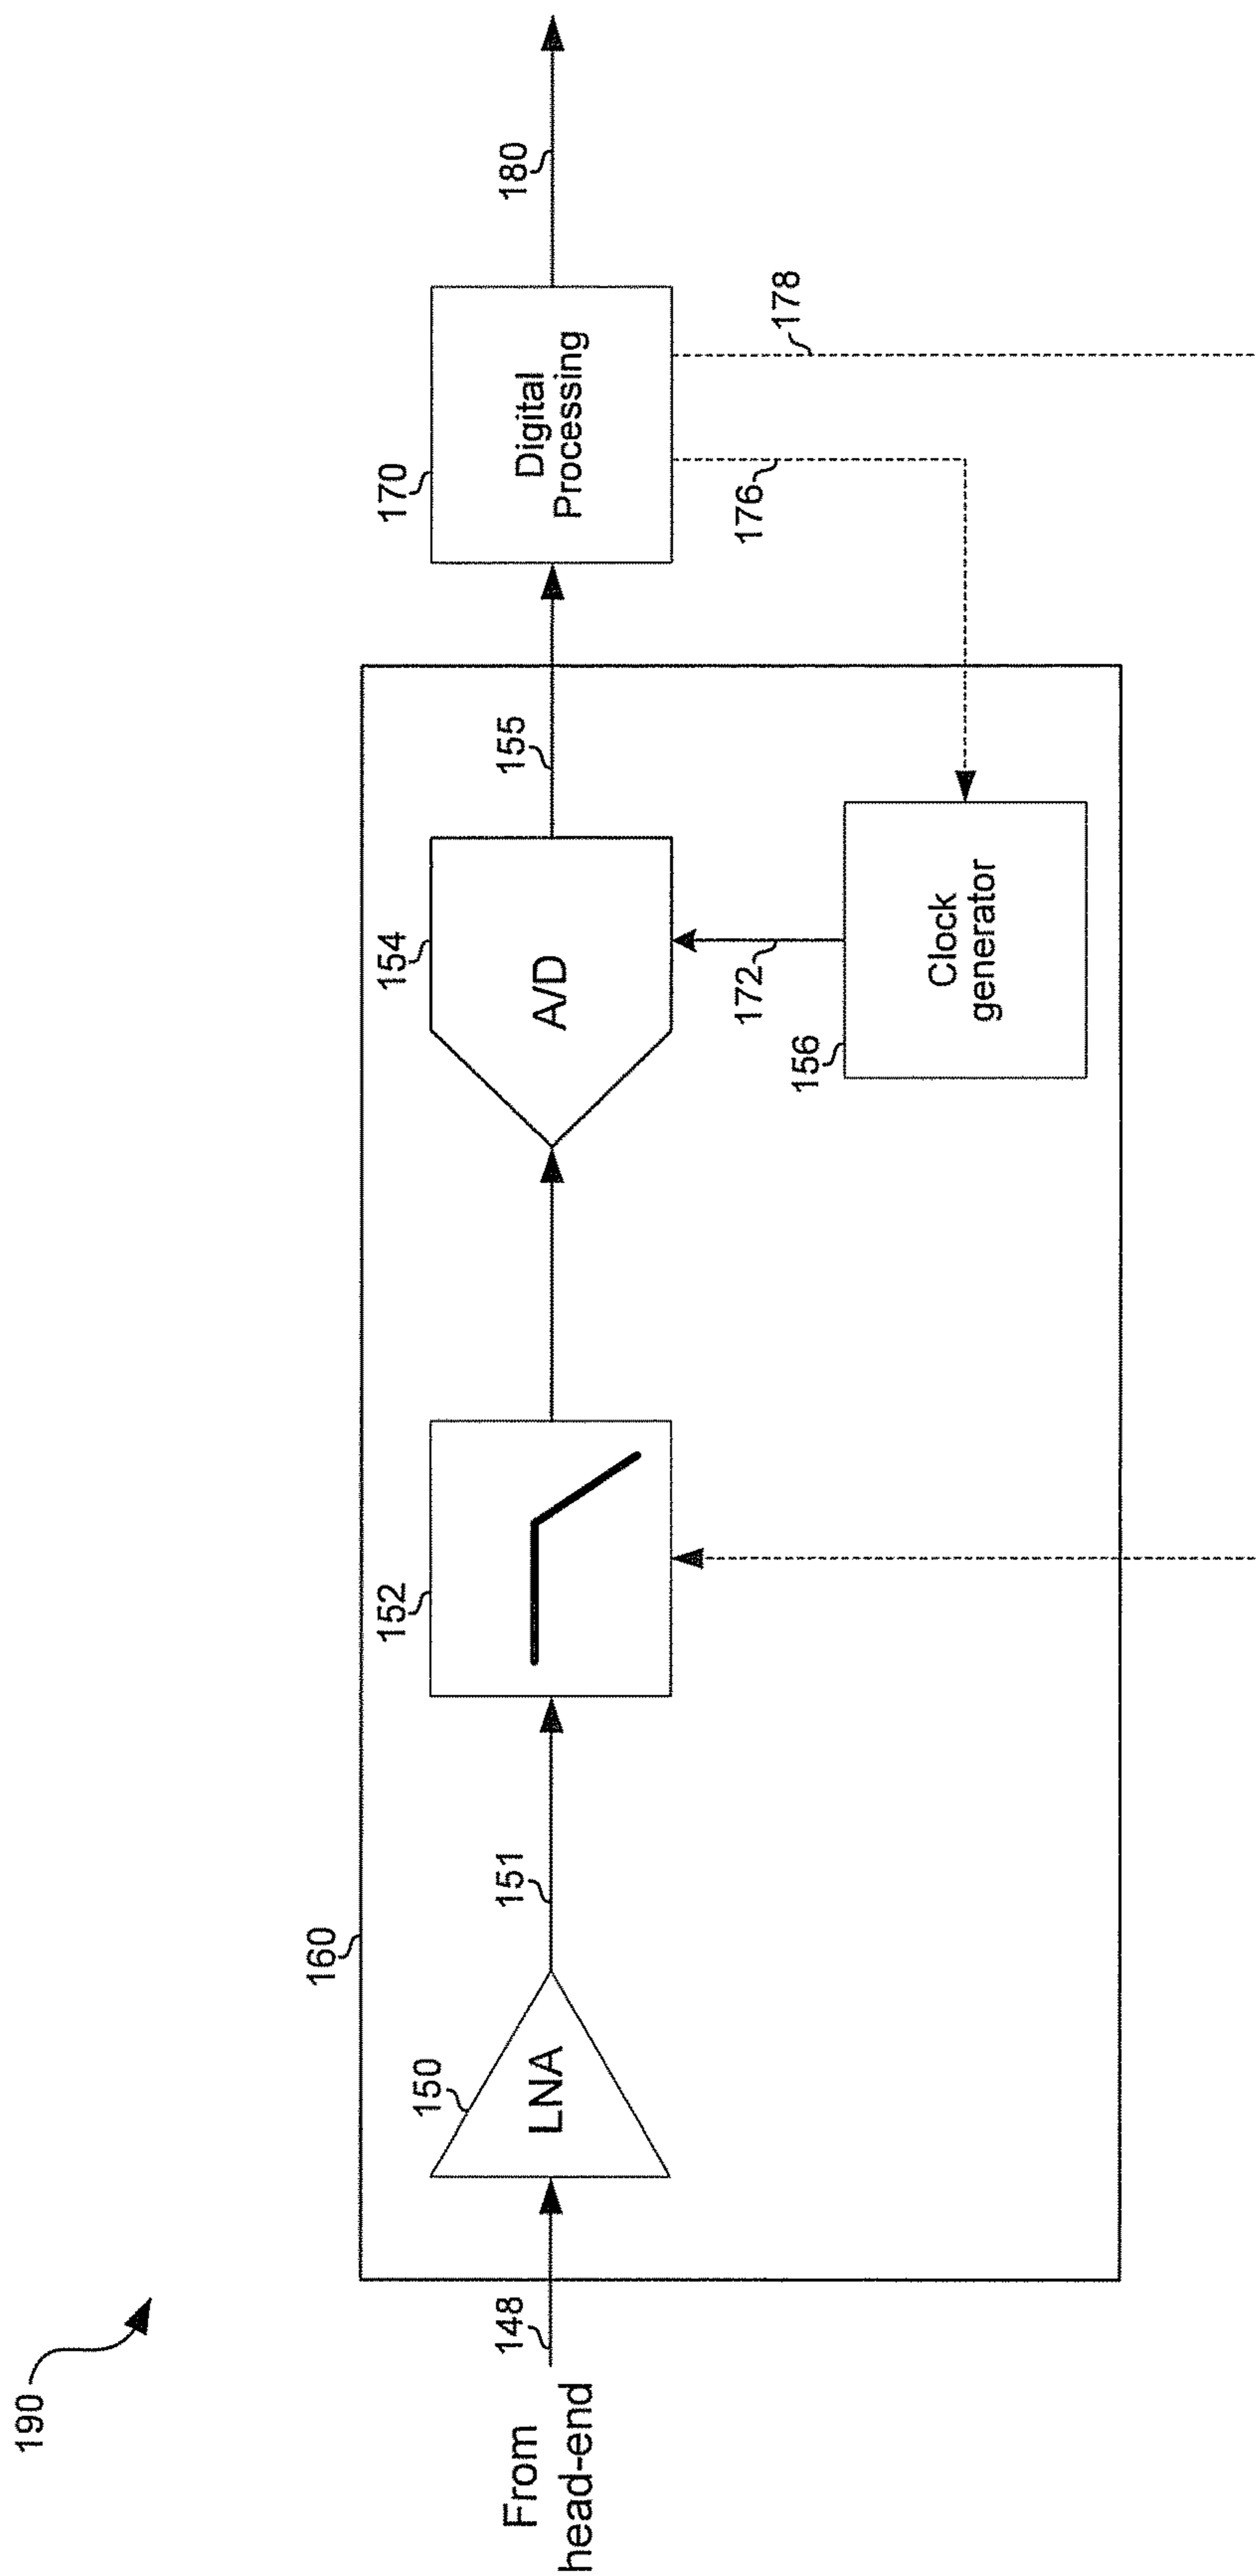 190
From
head-end
148
160
150
LNA
151
152
154
A/D
155
156
Clock
generator
172
170
Digital
Processing
176
178
180